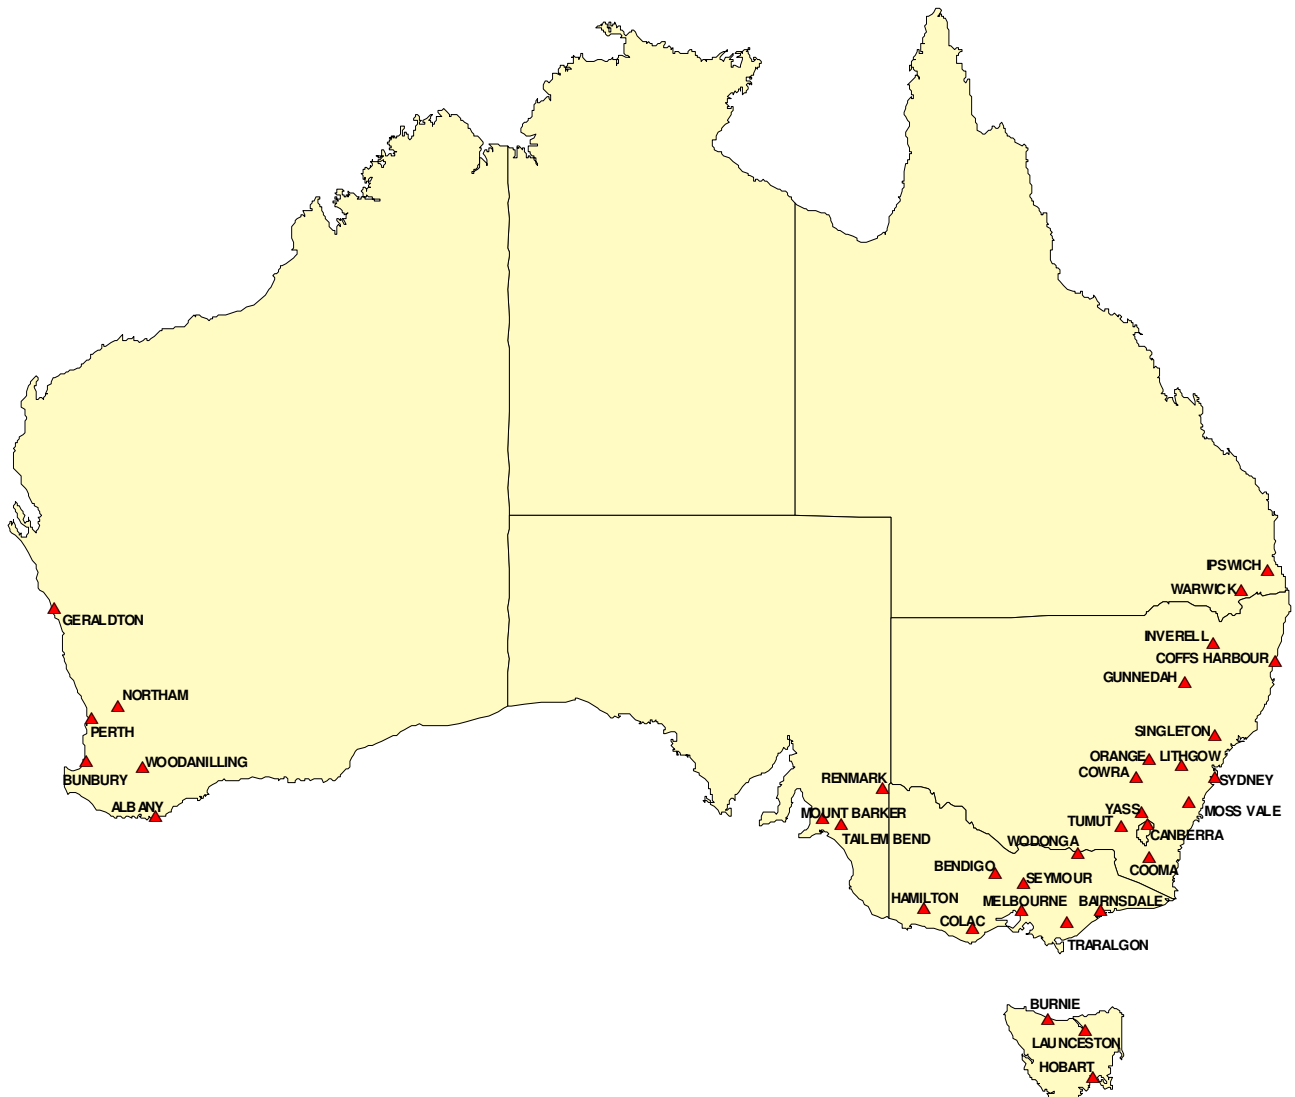 IPSWICH
WARWICK
GERALDTON
INVERELL
COFFS HARBOUR
GUNNEDAH
NORTHAM
PERTH
SINGLETON
ORANGE
LITHGOW
WOODANILLING
COWRA
BUNBURY
RENMARK
SYDNEY
ALBANY
MOUNT BARKER
YASS
MOSS VALE
TUMUT
CANBERRA
TAILEM BEND
WODONGA
BENDIGO
COOMA
SEYMOUR
HAMILTON
MELBOURNE
BAIRNSDALE
COLAC
TRARALGON
BURNIE
LAUNCESTON
HOBART